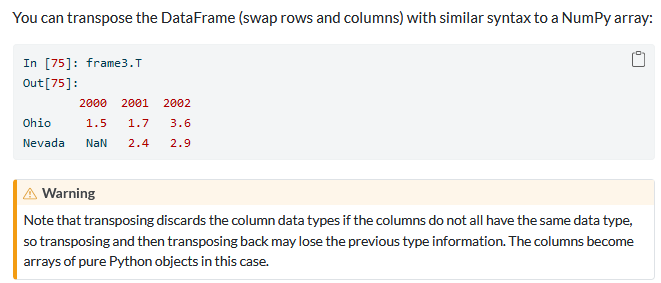 You can transpose the DataFrame (swap rows and columns) with similar syntax to a NumPy array:
In [75]: frame3.T
Out[75]:
        2000  2001  2002
Ohio     1.5   1.7   3.6
Nevada   NaN   2.4   2.9
Warning
Note that transposing discards the column data types if the columns do not all have the same data type,
so transposing and then transposing back may lose the previous type information. The columns become
arrays of pure Python objects in this case.